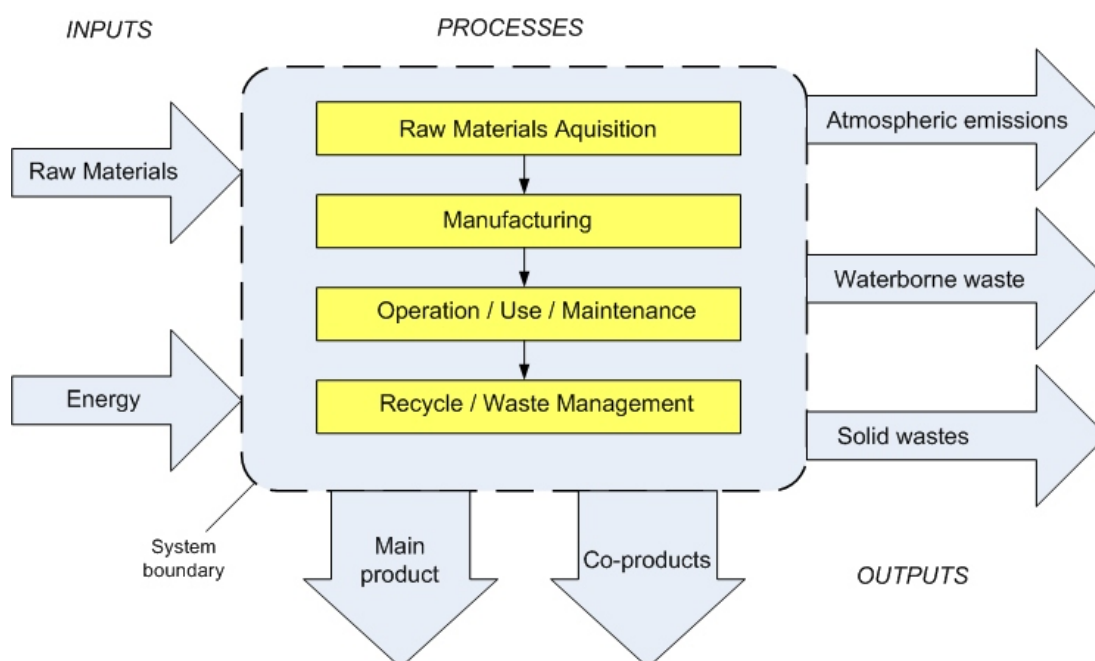 INPUTS
PROCESSES
Raw Materials Aquisition
Atmospheric emissions
Raw Materials
Manufacturing
Waterborne waste
Operation / Use / Maintenance
Energy
Recycle / Waste Management
Solid wastes
System
boundary
Main
product
Co-products
OUTPUTS